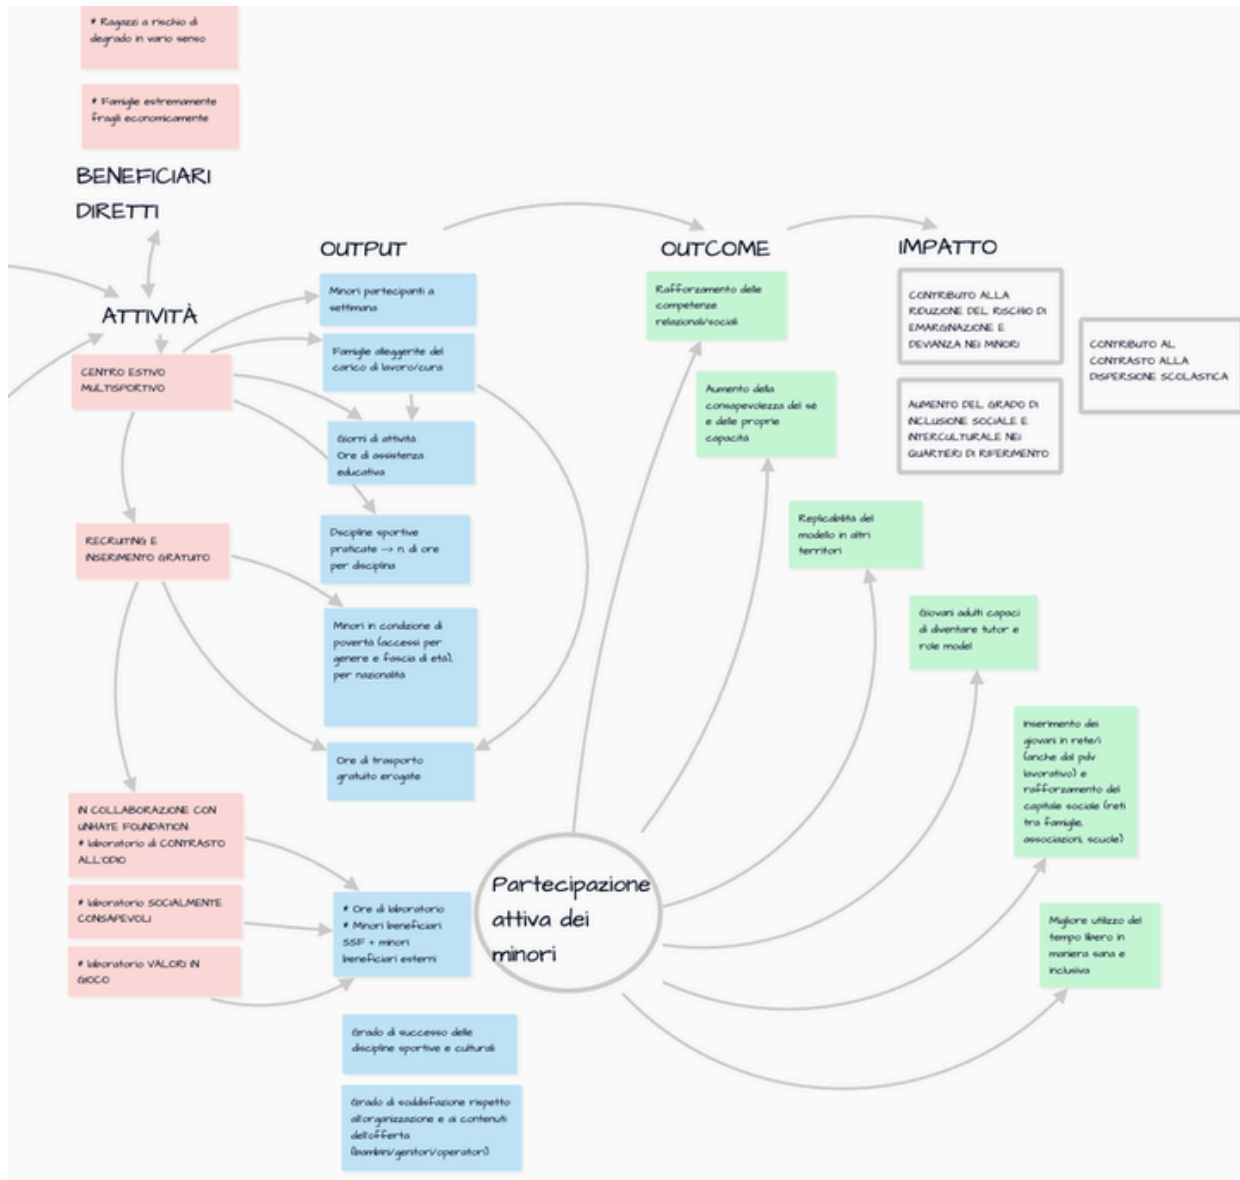 * Ragazzi a rischio di
degrado in vario senso
* Famiglie estremamente
fragili economicamente
BENEFICIARI
DIRETTI
ATTIVITÀ
CENTRO ESTIVO
MULTISPORTIVO
RECRUITING E
INSERIMENTO GRATUITO
IN COLLABORAZIONE CON
UNHATE FOUNDATION
* laboratorio di CONTRASTO
ALL'ODIO
* laboratorio SOCIALMENTE
CONSAPEVOLI
* laboratorio VALORI IN
GIOCO
OUTPUT
Minori partecipanti a
settimana
Famiglie alleggerite del
carico di lavoro/cura
Giorni di attività
Ore di assistenza
educativa
Discipline sportive
praticate --> n. di ore
per disciplina
Minori in condizione di
povertà (accessi per
genere e fascia di età),
per nazionalità
Ore di trasporto
gratuito erogate
* Ore di laboratorio
* Minori beneficiari
SSIF + minori
beneficiari esterni
Grado di successo delle
discipline sportive e culturali
Grado di soddisfazione rispetto
all'organizzazione e ai contenuti
dell'offerta
(bambini/genitori/operatori)
Partecipazione
attiva dei
minori
OUTCOME
Rafforzamento delle
competenze
relazionali/sociali
Aumento della
consapevolezza del sé
e delle proprie
capacità
Replicabilità del
modello in altri
territori
Giovani adulti capaci
di diventare tutor e
role model
Inserimento dei
giovani in rete/i
(anche dal pdv
lavorativo) e
rafforzamento del
capitale sociale (reti
tra famiglie,
associazioni, scuole)
Migliore utilizzo del
tempo libero in
maniera sana e
inclusiva
IMPATTO
CONTRIBUTO ALLA
RIDUZIONE DEL RISCHIO DI
EMARGINAZIONE E
DEVIANZA NEI MINORI
AUMENTO DEL GRADO DI
INCLUSIONE SOCIALE E
INTERCULTURALE NEI
QUARTIERI DI RIFERIMENTO
CONTRIBUTO AL
CONTRASTO ALLA
DISPERSIONE SCOLASTICA